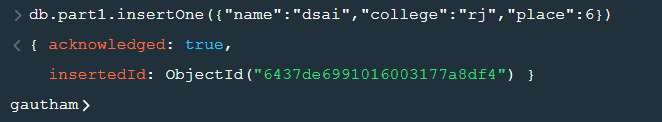 > db.part1.insertOne({"name":"dsai","college":"rj","place":6})
< { acknowledged: true,
insertedId: ObjectId("6437de6991016003177a8df4") }
gautham>